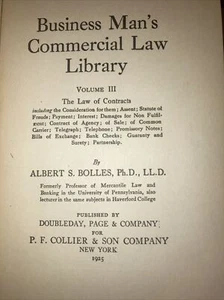 Business Man's
Commercial Law
Library
VOLUME III
The Law of Contracts
including the Consideration for them; Assent; Statute of
Frauds; Payment; Interest; Damages for Non Fulfil-
ment; Contract of Agency; of Sale; of Common
Carrier; Telegraph; Telephone; Promissory Notes;
Bills of Exchange; Bank Checks; Guaranty and
Surety; Partnership.
By
ALBERT S. BOLLES, Ph.D., LL.D.
Formerly Professor of Mercantile Law and
Banking in the University of Pennsylvania, also
lecturer in the same subjects in Haverford College
PUBLISHED BY
DOUBLEDAY, PAGE & COMPANY
FOR
P. F. COLLIER & SON COMPANY
NEW YORK
1925